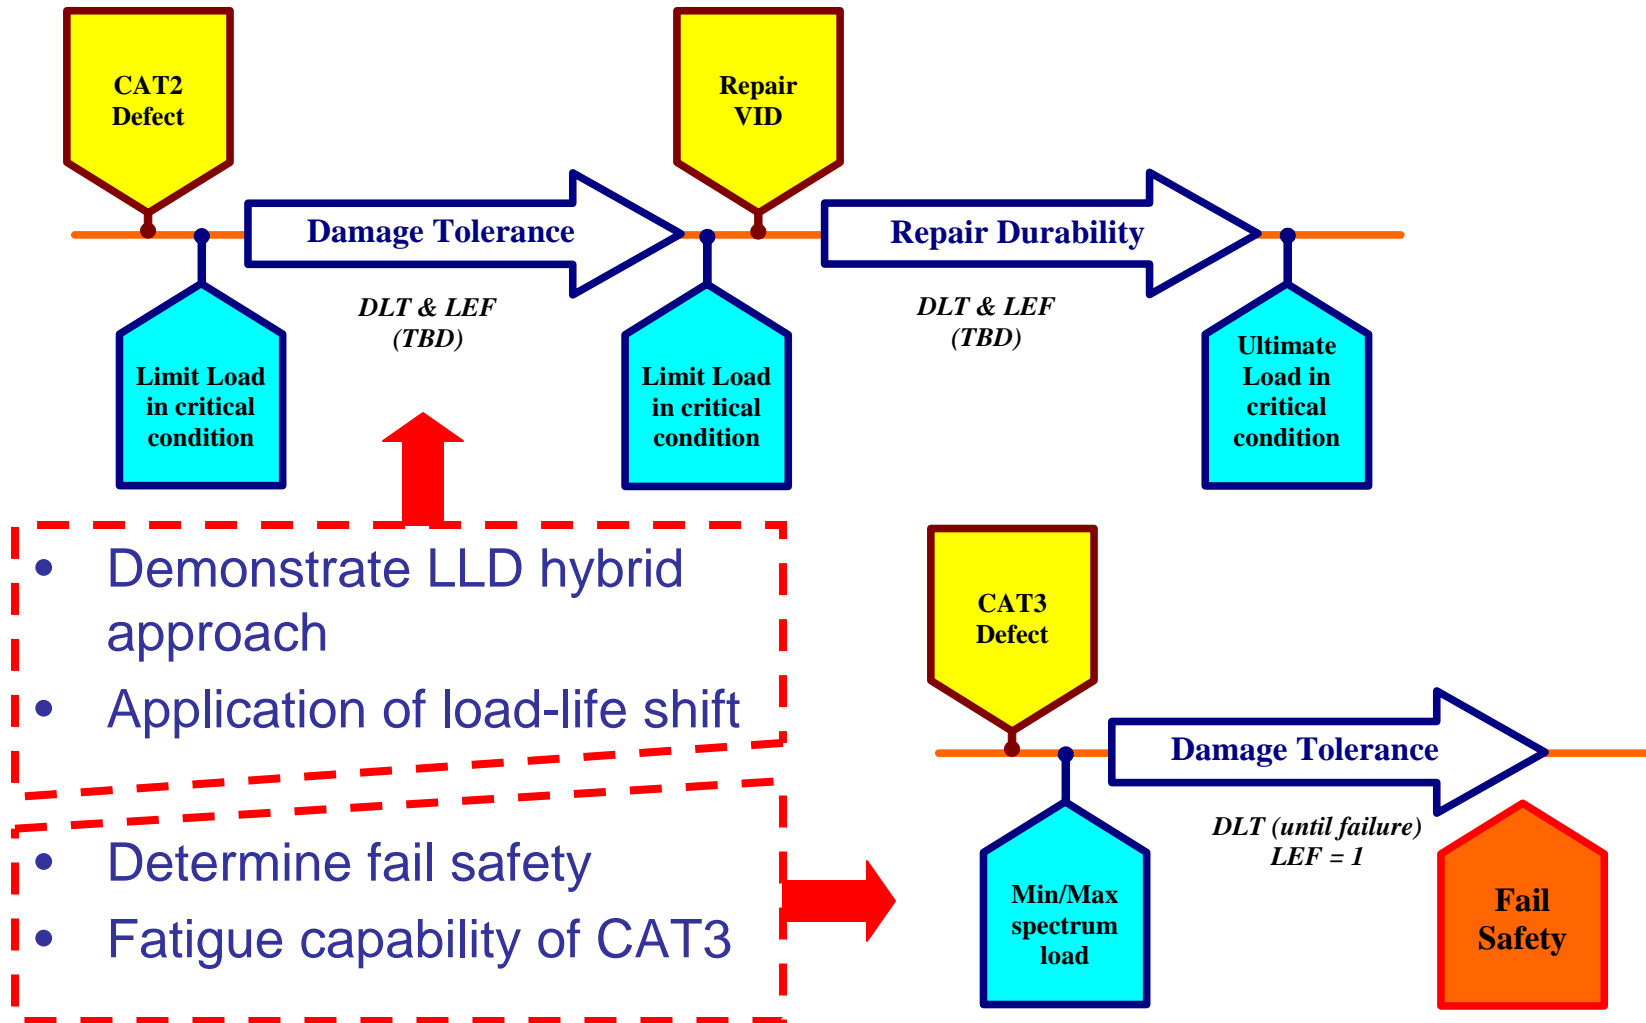 CAT2
Defect
Repair
VID
Damage Tolerance
Repair Durability
DLT & LEF
(TBD)
DLT & LEF
(TBD)
Limit Load
in critical
condition
Limit Load
in critical
condition
Ultimate
Load in
critical
condition
• Demonstrate LLD hybrid
approach
• Application of load-life shift
• Determine fail safety
• Fatigue capability of CAT3
CAT3
Defect
Damage Tolerance
DLT (until failure)
LEF = 1
Min/Max
spectrum
load
Fail
Safety